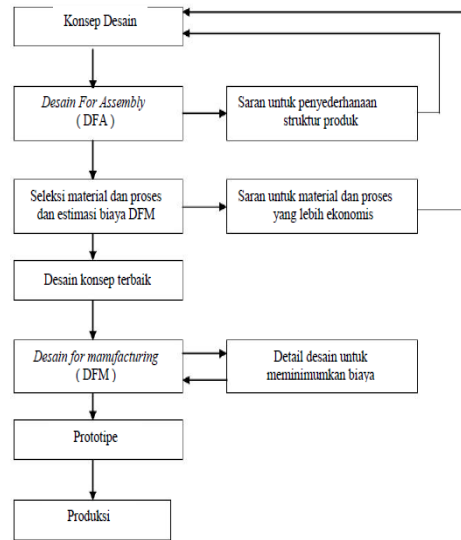 Konsep Desain
Desain For Assembly
( DFA )
Saran untuk penyederhanaan
struktur produk
Seleksi material dan proses
dan estimasi biaya DFM
Saran untuk material dan proses
yang lebih ekonomis
Desain konsep terbaik
Desain for manufacturing
( DFM )
Detail desain untuk
meminimumkan biaya
Prototipe
Produksi